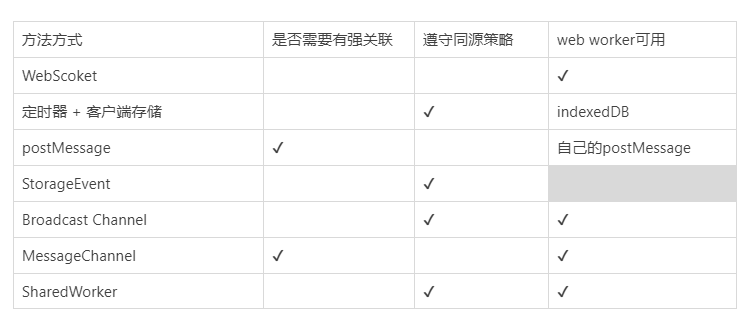 方法方式 是否需要有强关联 遵守同源策略 web worker可用
WebScoket ✓
定时器 + 客户端存储 ✓ indexedDB
postMessage ✓ 自己的postMessage
StorageEvent ✓
Broadcast Channel ✓ ✓
MessageChannel ✓ ✓
SharedWorker ✓ ✓